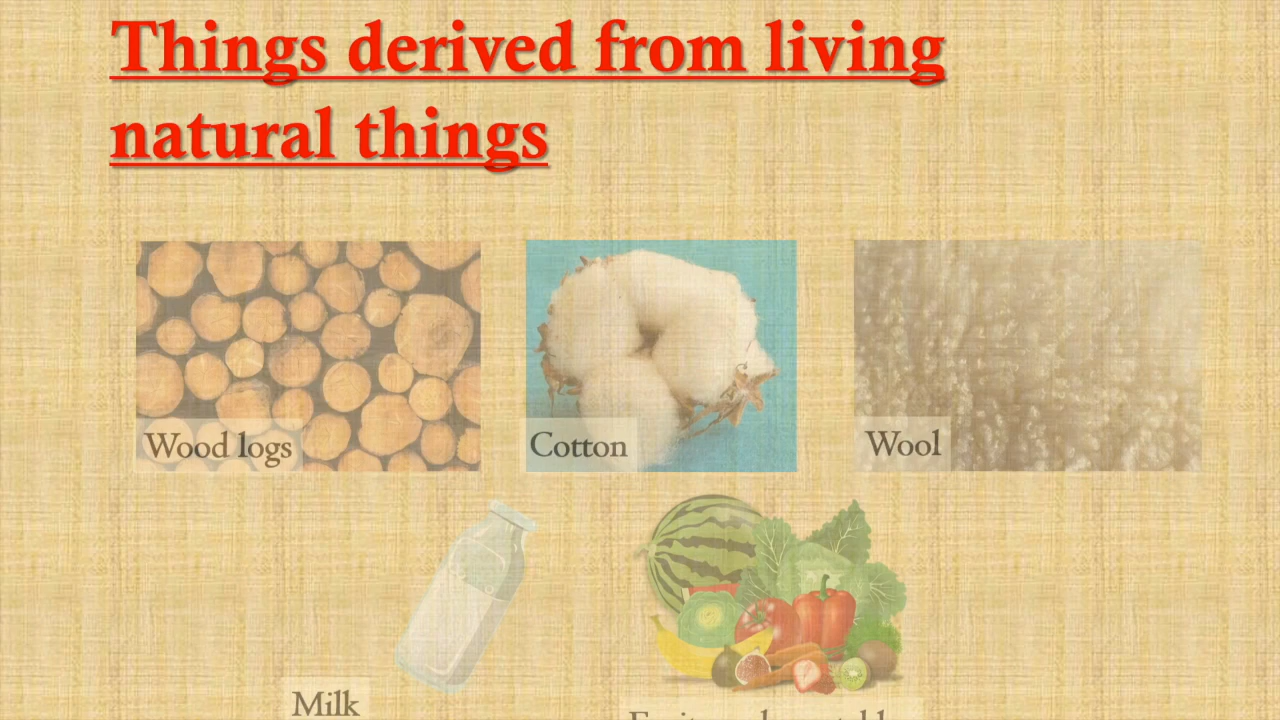 Things derived from living
natural things
Wood logs
Cotton
Wool
Milk